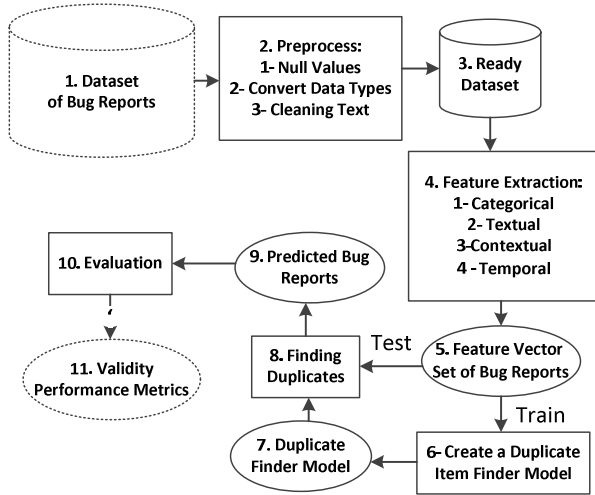 1. Dataset
of Bug Reports
2. Preprocess:
1- Null Values
2- Convert Data Types
3- Cleaning Text
3. Ready
Dataset
4. Feature Extraction:
1- Categorical
2- Textual
3-Contextual
4 - Temporal
5. Feature Vector
Set of Bug Reports
Test
Train
6- Create a Duplicate
Item Finder Model
7. Duplicate
Finder Model
8. Finding
Duplicates
9. Predicted Bug
Reports
10. Evaluation
11. Validity
Performance Metrics